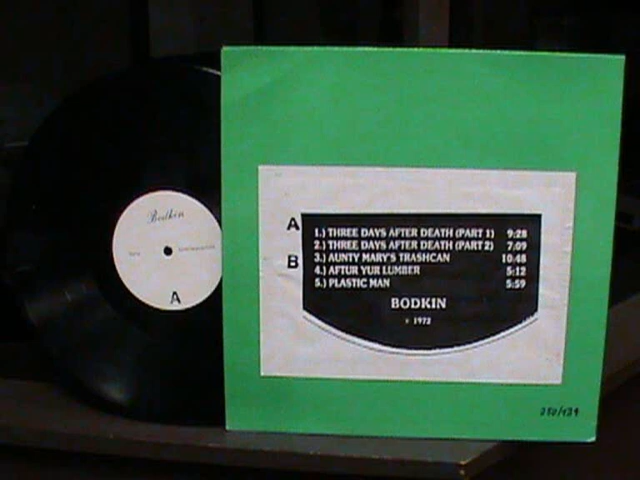 Bodkin
A
A
B
1.) THREE DAYS AFTER DEATH (PART 1) 9:28
2.) THREE DAYS AFTER DEATH (PART 2) 7:09
3.) AUNTY MARY'S TRASHCAN 10:48
4.) AFTUR YUR LUMBER 5:12
5.) PLASTIC MAN 5:59
BODKIN
1972